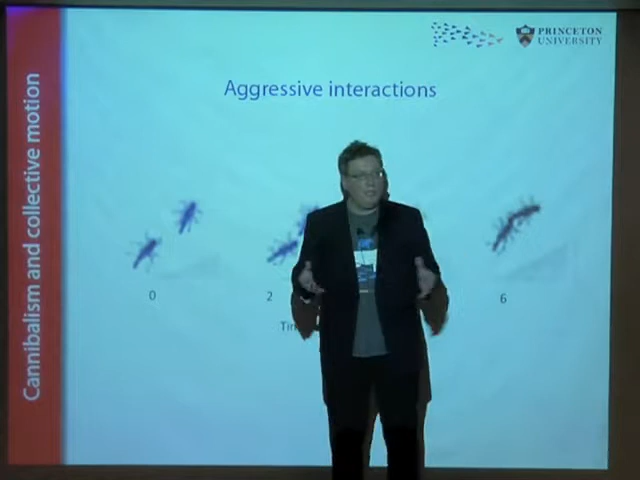 PRINCETON
UNIVERSITY
Aggressive interactions
Cannibalism and collective motion
0
2
6